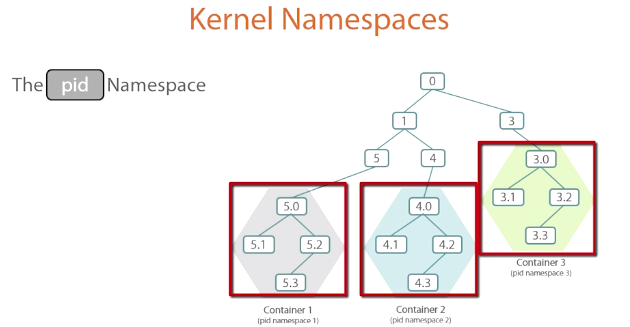 Kernel Namespaces
The pid Namespace
0
1
3
5
4
3.0
3.1
3.2
3.3
5.0
5.1
5.2
5.3
4.0
4.1
4.2
4.3
Container 1
(pid namespace 1)
Container 2
(pid namespace 2)
Container 3
(pid namespace 3)